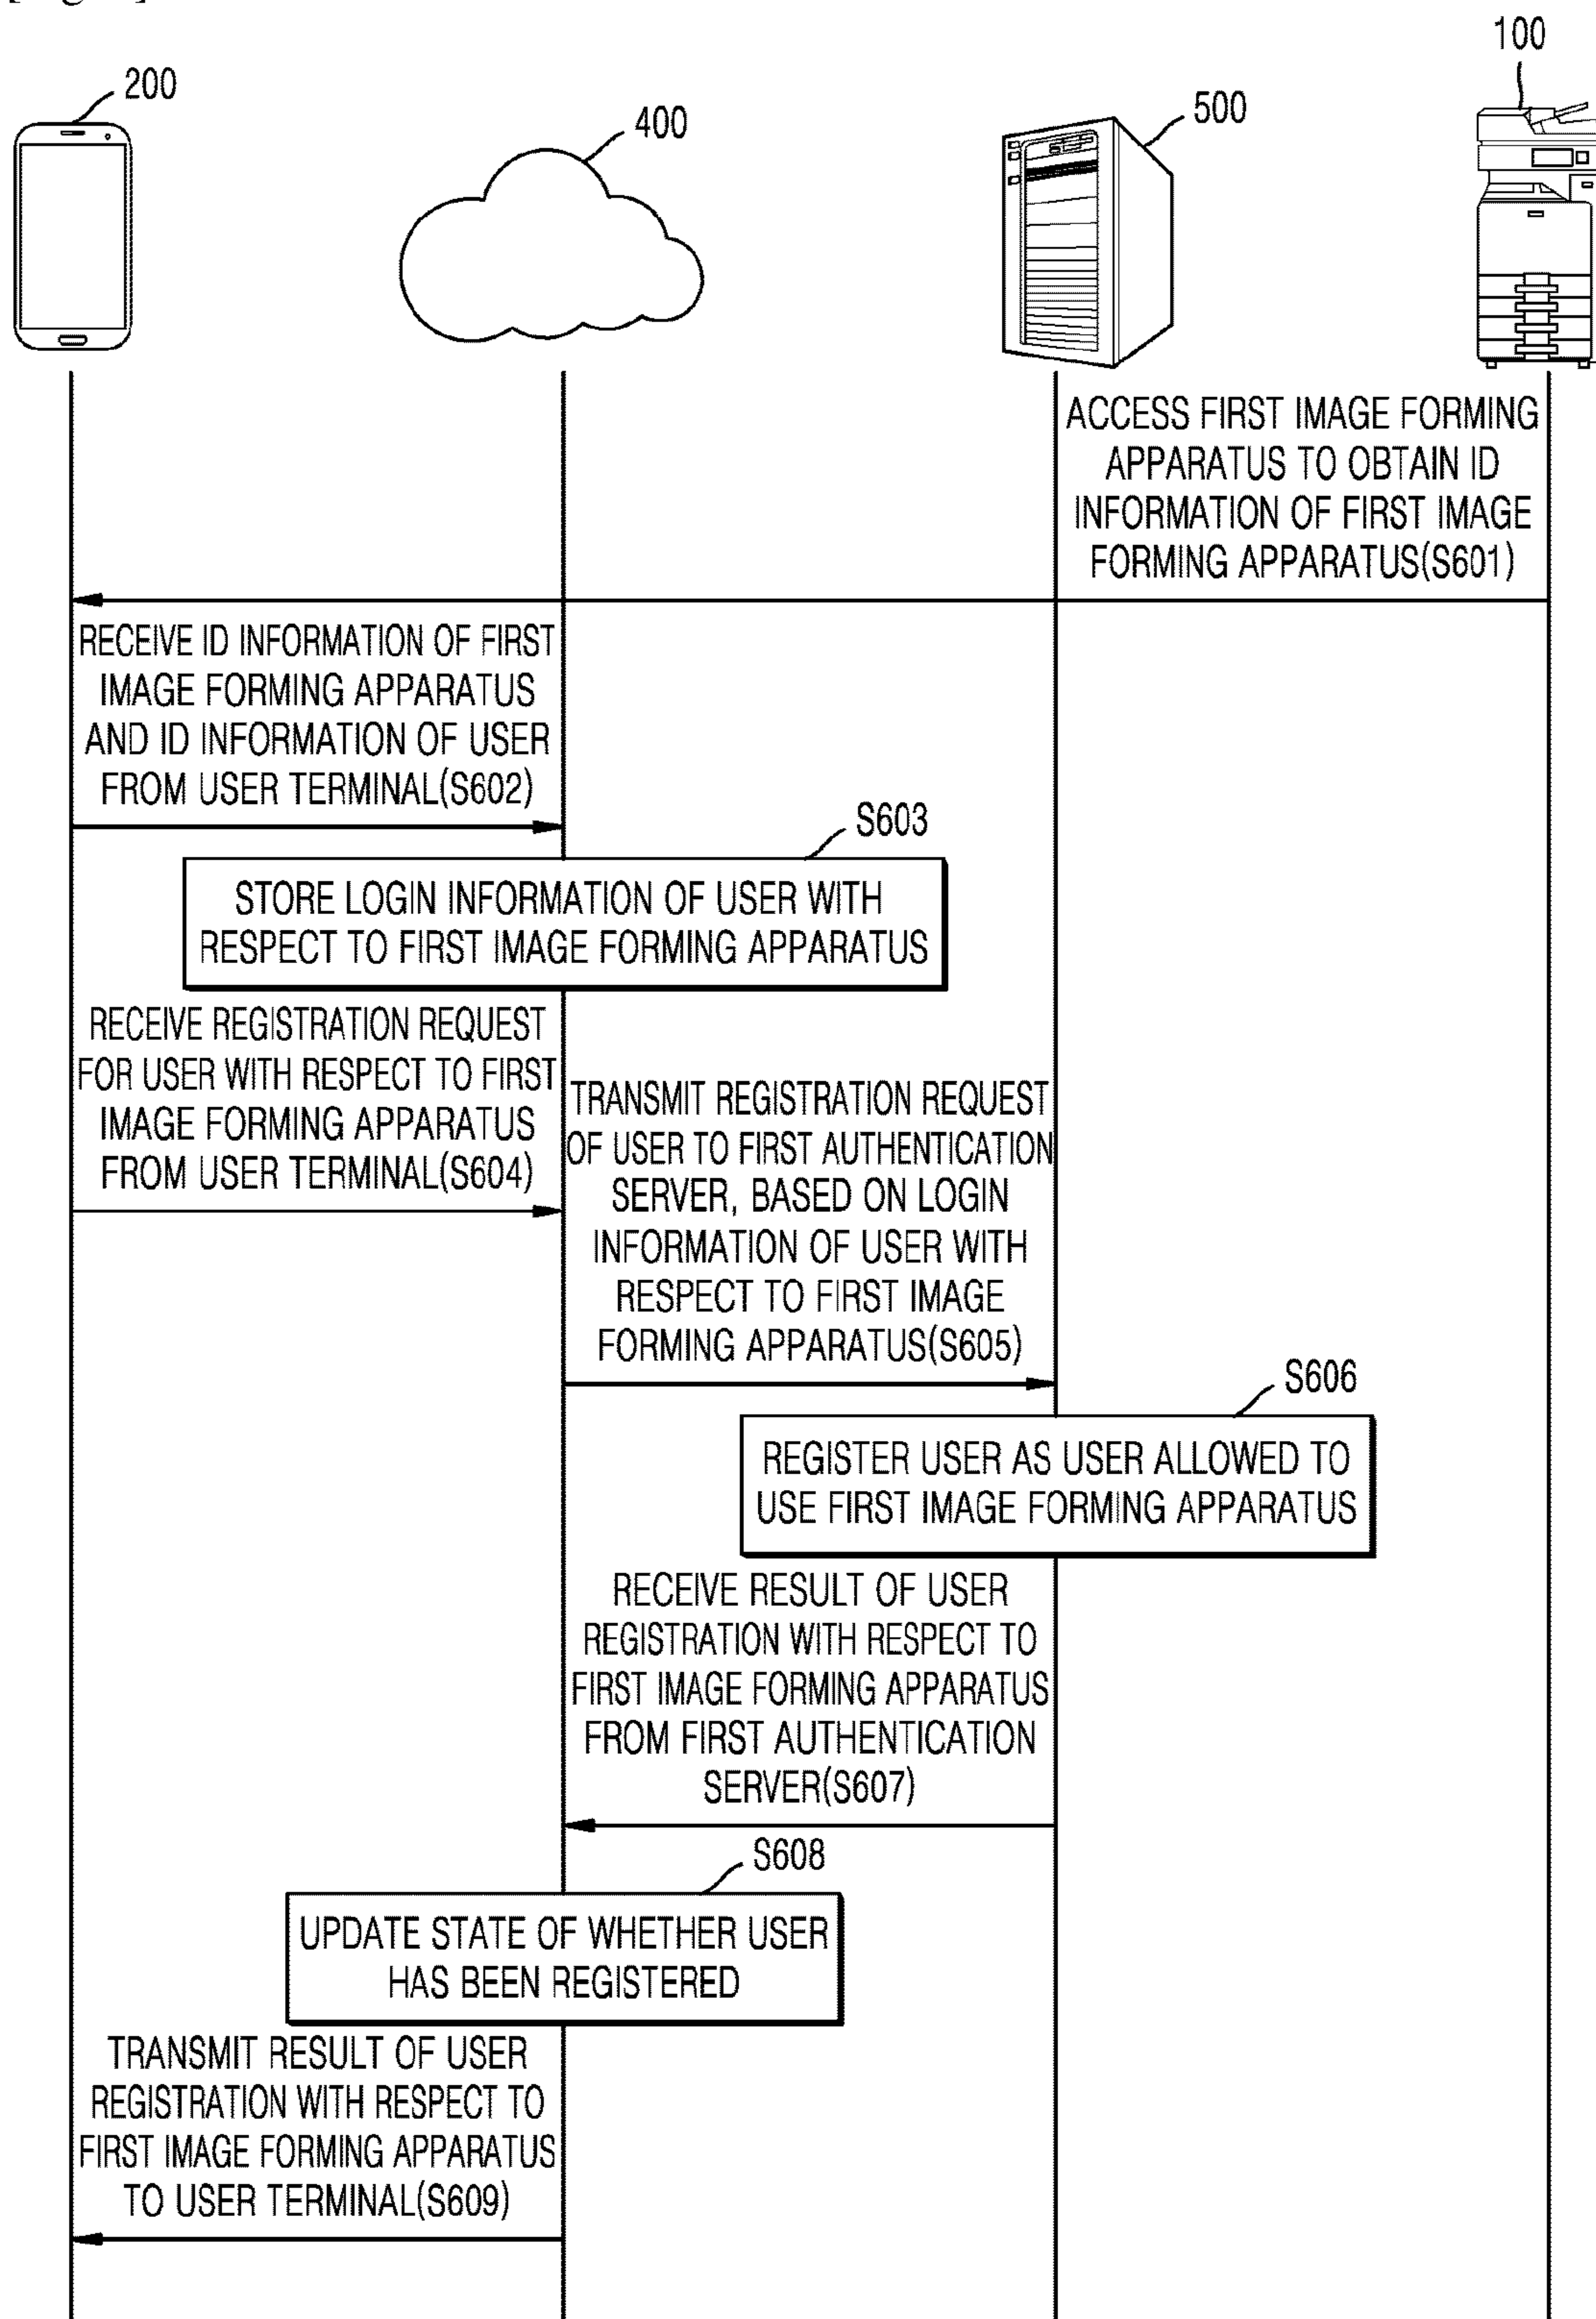 100
200
400
500
ACCESS FIRST IMAGE FORMING
APPARATUS TO OBTAIN ID
INFORMATION OF FIRST IMAGE
FORMING APPARATUS(S601)
RECEIVE ID INFORMATION OF FIRST
IMAGE FORMING APPARATUS
AND ID INFORMATION OF USER
FROM USER TERMINAL(S602)
S603
STORE LOGIN INFORMATION OF USER WITH
RESPECT TO FIRST IMAGE FORMING APPARATUS
RECEIVE REGISTRATION REQUEST
FOR USER WITH RESPECT TO FIRST
IMAGE FORMING APPARATUS
FROM USER TERMINAL(S604)
TRANSMIT REGISTRATION REQUEST
OF USER TO FIRST AUTHENTICATION
SERVER, BASED ON LOGIN
INFORMATION OF USER WITH
RESPECT TO FIRST IMAGE
FORMING APPARATUS(S605)
S606
REGISTER USER AS USER ALLOWED TO
USE FIRST IMAGE FORMING APPARATUS
RECEIVE RESULT OF USER
REGISTRATION WITH RESPECT TO
FIRST IMAGE FORMING APPARATUS
FROM FIRST AUTHENTICATION
SERVER(S607)
S608
UPDATE STATE OF WHETHER USER
HAS BEEN REGISTERED
TRANSMIT RESULT OF USER
REGISTRATION WITH RESPECT TO
FIRST IMAGE FORMING APPARATUS
TO USER TERMINAL(S609)